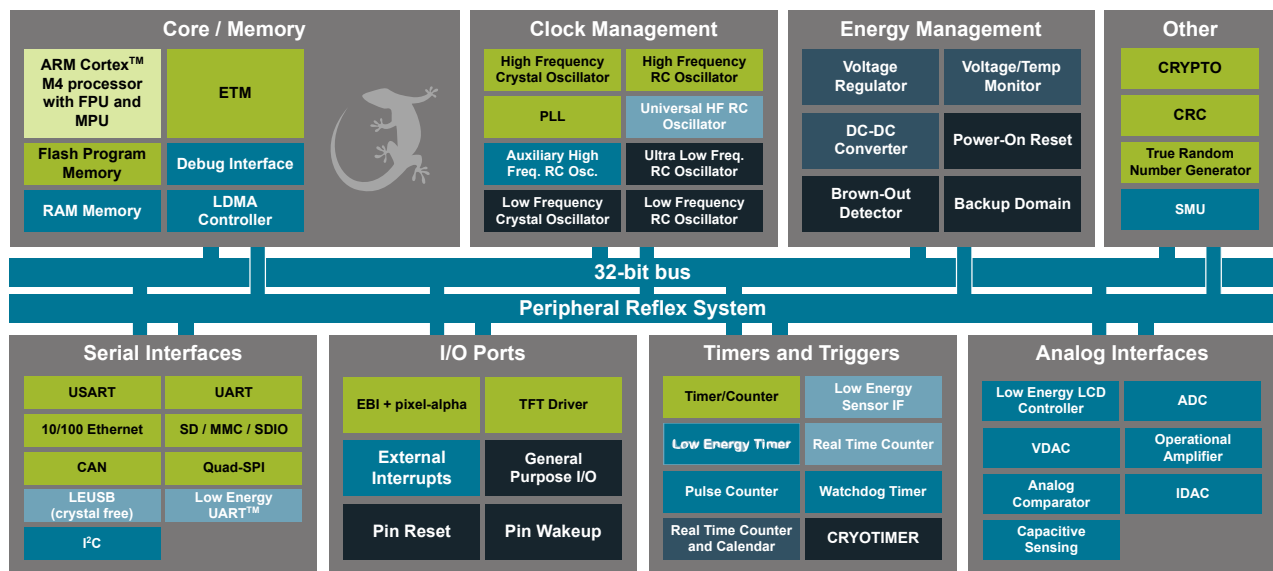 Core / Memory
ARM Cortex™
M4 processor
with FPU and
MPU
ETM
Flash Program
Memory
Debug Interface
RAM Memory
LDMA
Controller
Clock Management
High Frequency
Crystal Oscillator
High Frequency
RC Oscillator
PLL
Universal HF RC
Oscillator
Auxiliary High
Freq. RC Osc.
Ultra Low Freq.
RC Oscillator
Low Frequency
Crystal Oscillator
Low Frequency
RC Oscillator
Energy Management
Voltage
Regulator
Voltage/Temp
Monitor
DC-DC
Converter
Power-On Reset
Brown-Out
Detector
Backup Domain
Other
CRYPTO
CRC
True Random
Number Generator
SMU
32-bit bus
Peripheral Reflex System
Serial Interfaces
USART
UART
10/100 Ethernet
SD / MMC / SDIO
CAN
Quad-SPI
LEUSB
(crystal free)
Low Energy
UART™
I²C
I/O Ports
EBI + pixel-alpha
TFT Driver
External
Interrupts
General
Purpose I/O
Pin Reset
Pin Wakeup
Timers and Triggers
Timer/Counter
Low Energy
Sensor IF
Low Energy Timer
Real Time Counter
Pulse Counter
Watchdog Timer
Real Time Counter
and Calendar
CRYOTIMER
Analog Interfaces
Low Energy LCD
Controller
ADC
VDAC
Operational
Amplifier
Analog
Comparator
IDAC
Capacitive
Sensing